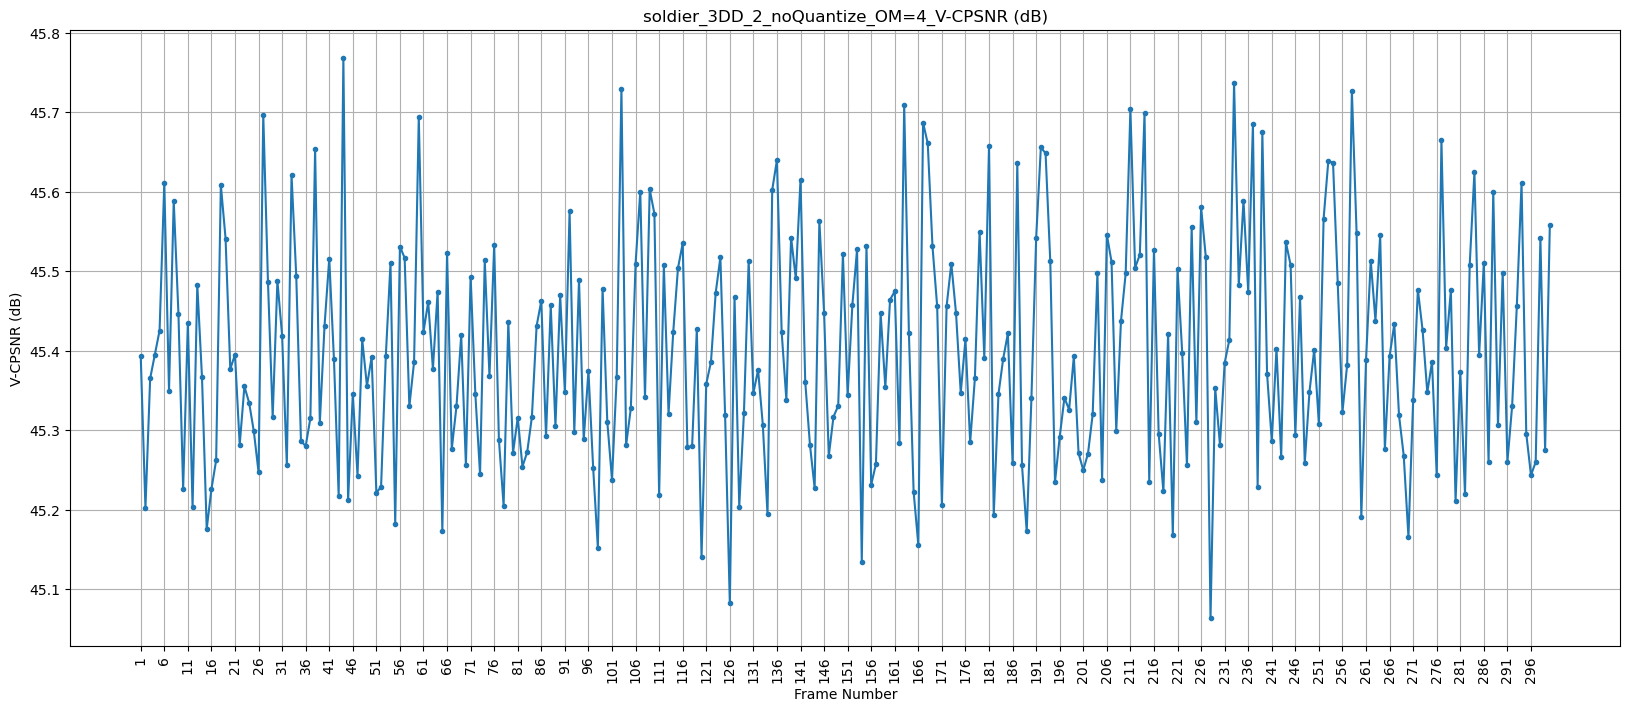 soldier_3DD_2_noQuantize_OM=4_V-CPSNR (dB)
V-CPSNR (dB)
45.8
45.7
45.6
45.5
45.4
45.3
45.2
45.1
1 6 11 16 21 26 31 36 41 46 51 56 61 66 71 76 81 86 91 96 101 106 111 116 121 126 131 136 141 146 151 156 161 166 171 176 181 186 191 196 201 206 211 216 221 226 231 236 241 246 251 256 261 266 271 276 281 286 291 296
Frame Number